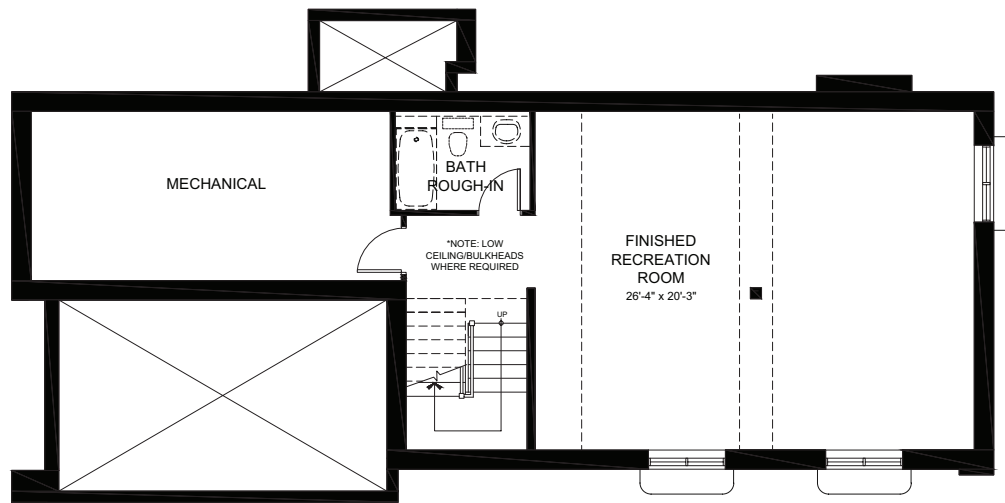 MECHANICAL
BATH
ROUGH-IN
*NOTE: LOW
CEILING/BULKHEADS
WHERE REQUIRED
FINISHED
RECREATION
ROOM
26'-4" x 20'-3"
UP